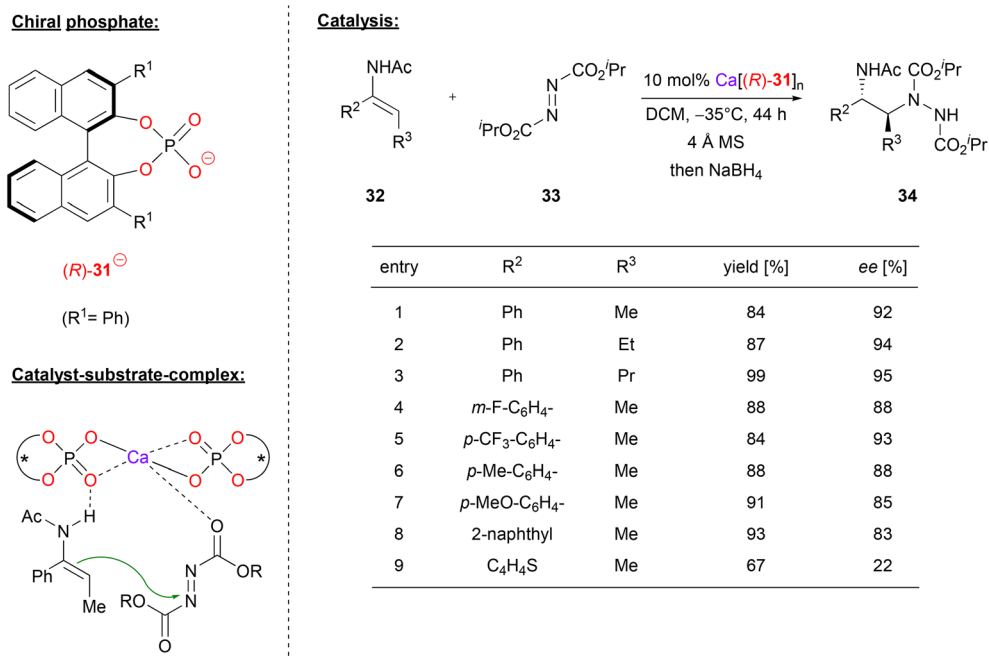 Chiral phosphate:
R1
O
O
P
O
O
⊖
R1
(R)-31⊖
(R1= Ph)
Catalyst-substrate-complex:
O O O O
* P Ca P *
O O O O
Ac H
N
Ph
Me
O
N OR
RO N
O
Catalysis:
NHAc
R2
R3
32
+
CO2iPr
N
N
iPrO2C
33
10 mol% Ca[(R)-31]n
DCM, −35°C, 44 h
4 Å MS
then NaBH4
NHAc CO2iPr
R2 N NH
R3 CO2iPr
34
entry R2 R3 yield [%] ee [%]
1 Ph Me 84 92
2 Ph Et 87 94
3 Ph Pr 99 95
4 m-F-C6H4- Me 88 88
5 p-CF3-C6H4- Me 84 93
6 p-Me-C6H4- Me 88 88
7 p-MeO-C6H4- Me 91 85
8 2-naphthyl Me 93 83
9 C4H4S Me 67 22